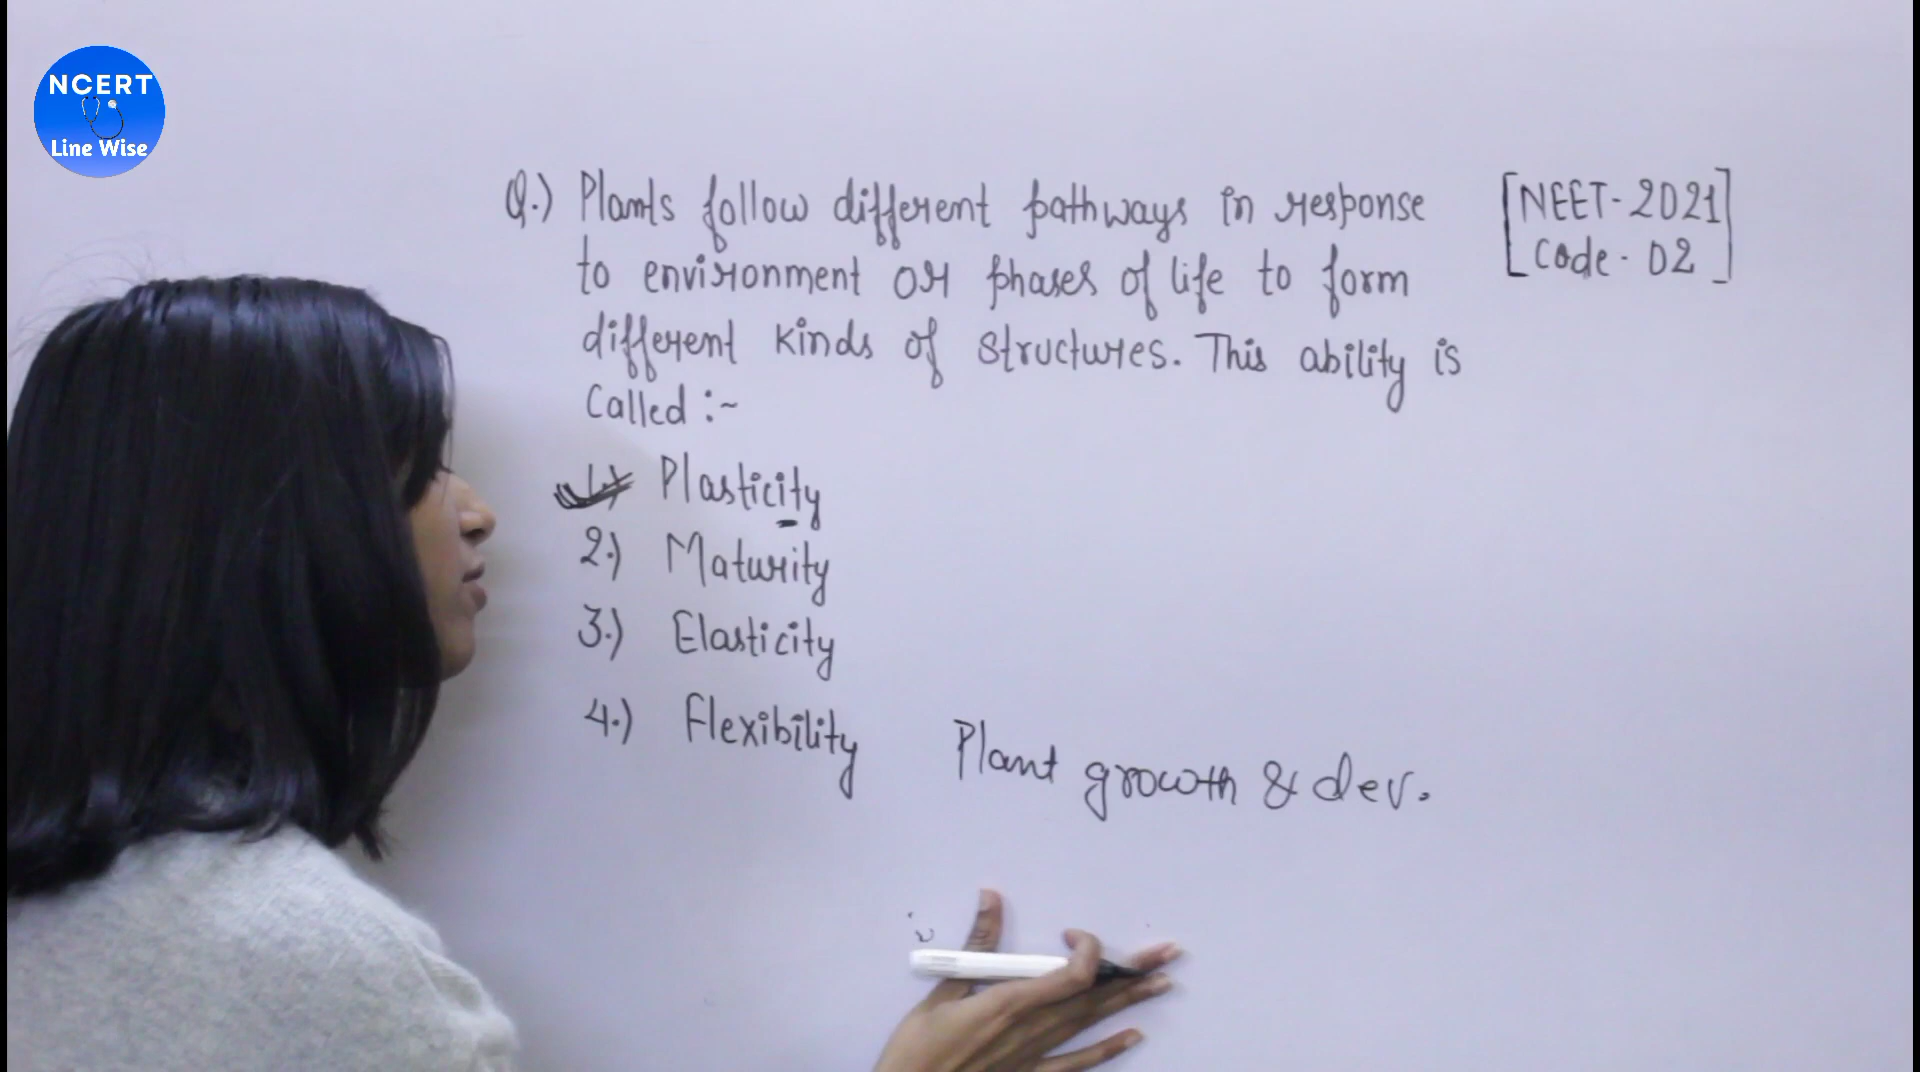 NCERT
Line Wise
Q.) Plants follow different pathways in response
to environment or phases of life to form
different kinds of structures. This ability is
Called :-
[NEET-2021
Code- 02]
1.) Plasticity
2.) Maturity
3.) Elasticity
4.) Flexibility
Plant growth & dev.